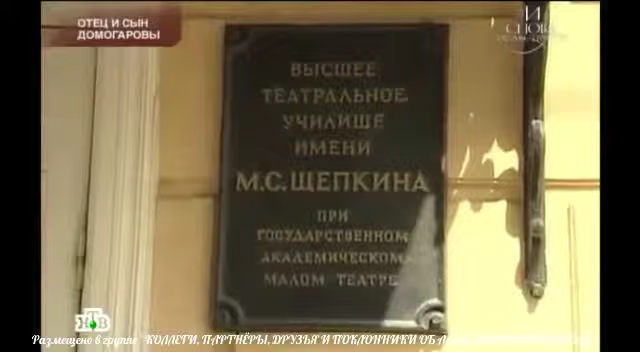 ОТЕЦ И СЫН
ДОМОГАРОВЫ
И
СНОВА
ВЫСШЕЕ
ТЕАТРАЛЬНОЕ
УЧИЛИЩЕ
ИМЕНИ
М.С.ЩЕПКИНА
ПРИ
ГОСУДАРСТВЕННОМ
АКАДЕМИЧЕСКОМ
МАЛОМ ТЕАТРЕ
НТВ
Размещено в группе КОЛЛЕГИ, ПАРТНЁРЫ, ДРУЗЬЯ И ПОКЛОННИКИ ОБ